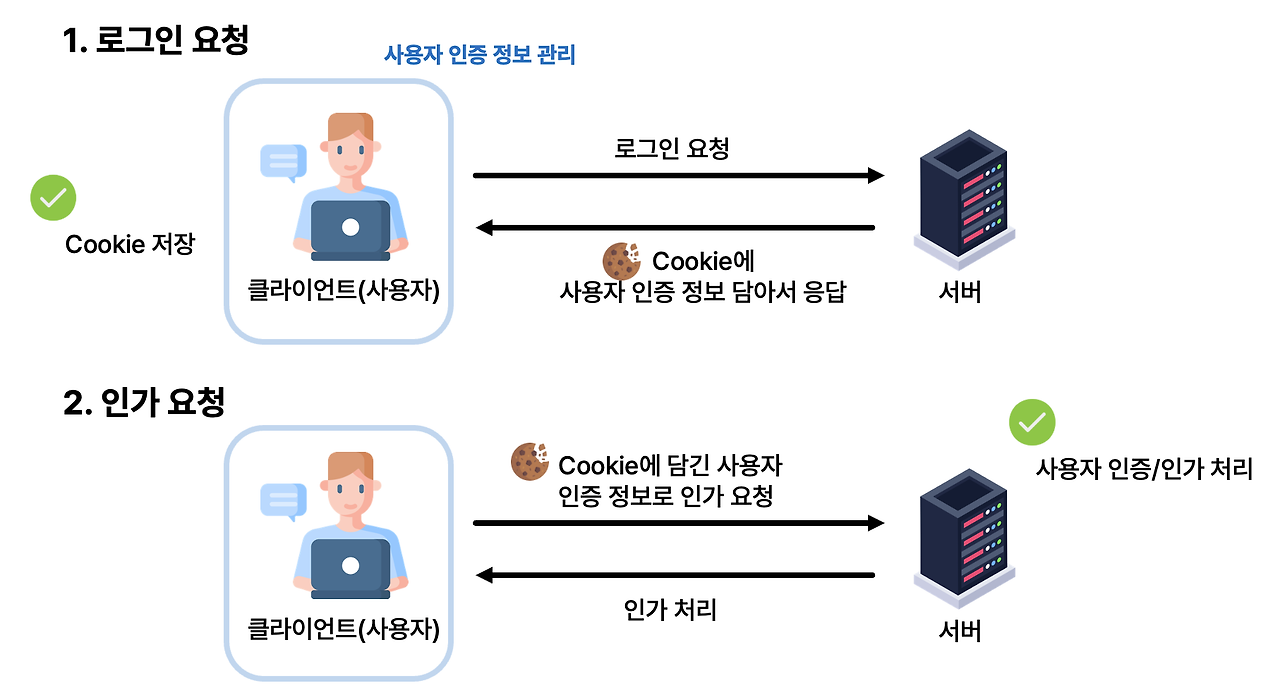 1. 로그인 요청
사용자 인증 정보 관리
로그인 요청
Cookie 저장
Cookie에
사용자 인증 정보 담아서 응답
클라이언트(사용자)
서버
2. 인가 요청
Cookie에 담긴 사용자
인증 정보로 인가 요청
사용자 인증/인가 처리
인가 처리
클라이언트(사용자)
서버